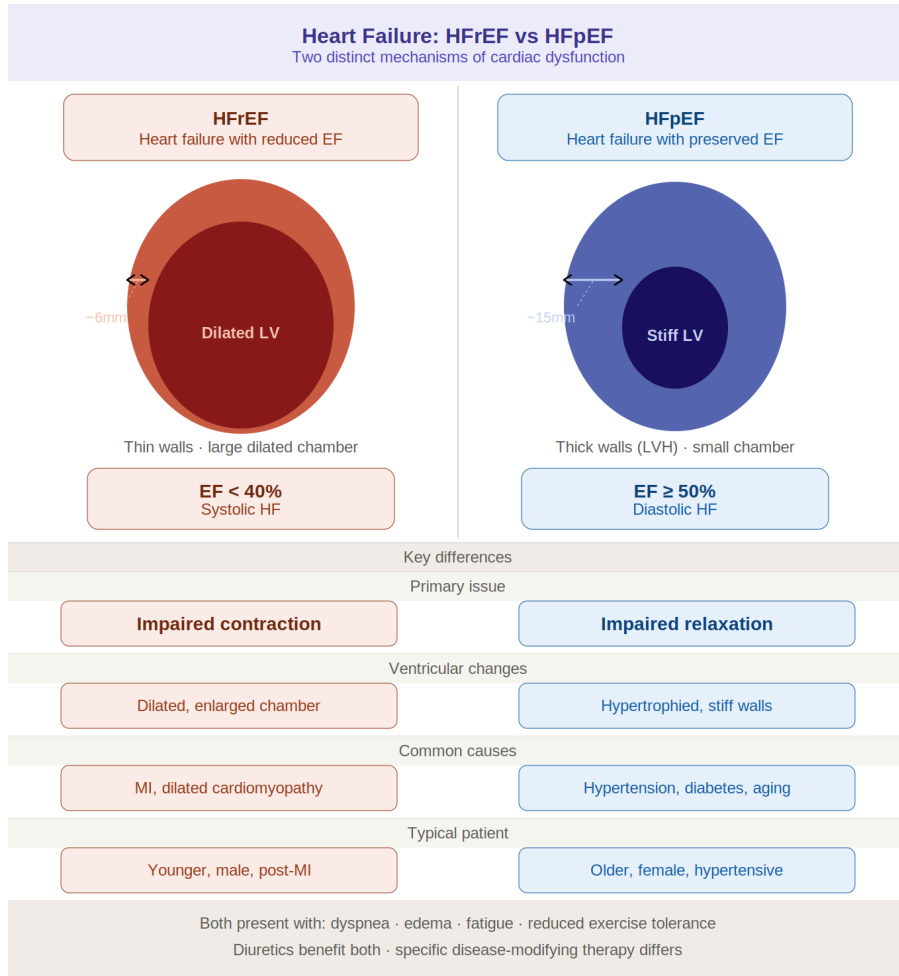 Heart Failure: HFrEF vs HFpEF
Two distinct mechanisms of cardiac dysfunction
HFrEF
Heart failure with reduced EF
HFpEF
Heart failure with preserved EF
~6mm
Dilated LV
~15mm
Stiff LV
Thin walls · large dilated chamber
Thick walls (LVH) · small chamber
EF < 40%
Systolic HF
EF ≥ 50%
Diastolic HF
Key differences
Primary issue
Impaired contraction
Impaired relaxation
Ventricular changes
Dilated, enlarged chamber
Hypertrophied, stiff walls
Common causes
MI, dilated cardiomyopathy
Hypertension, diabetes, aging
Typical patient
Younger, male, post-MI
Older, female, hypertensive
Both present with: dyspnea · edema · fatigue · reduced exercise tolerance
Diuretics benefit both · specific disease-modifying therapy differs